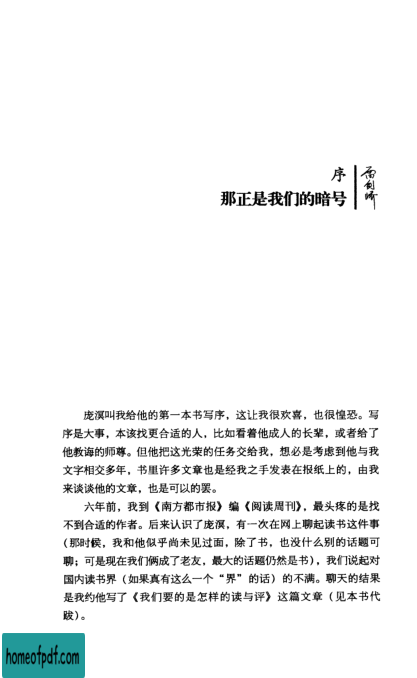 序
那正是我们的暗号
庞溟叫我给他的第一本书写序，这让我很欢喜，也很惶恐。写
序是大事，本该找更合适的人，比如看着他成人的长辈，或者给了
他教诲的师尊。但他把这光荣的任务交给我，想必是考虑到他与我
文字相交多年，书里许多文章也是经我之手发表在报纸上的，由我
来谈谈他的文章，也是可以的罢。
六年前，我到《南方都市报》编《阅读周刊》，最头疼的是找
不到合适的作者。后来认识了庞溟，有一次在网上聊起读书这件事
（那时候，我和他似乎尚未见过面，除了书，也没什么别的话题可
聊；可是现在我们俩成了老友，最大的话题仍然是书），我们说起对
国内读书界（如果真有这么一个“界”的话）的不满。聊天的结果
是我约他写了《我们要的是怎样的读与评》这篇文章（见本书代
跋）。
homeofpdf.com